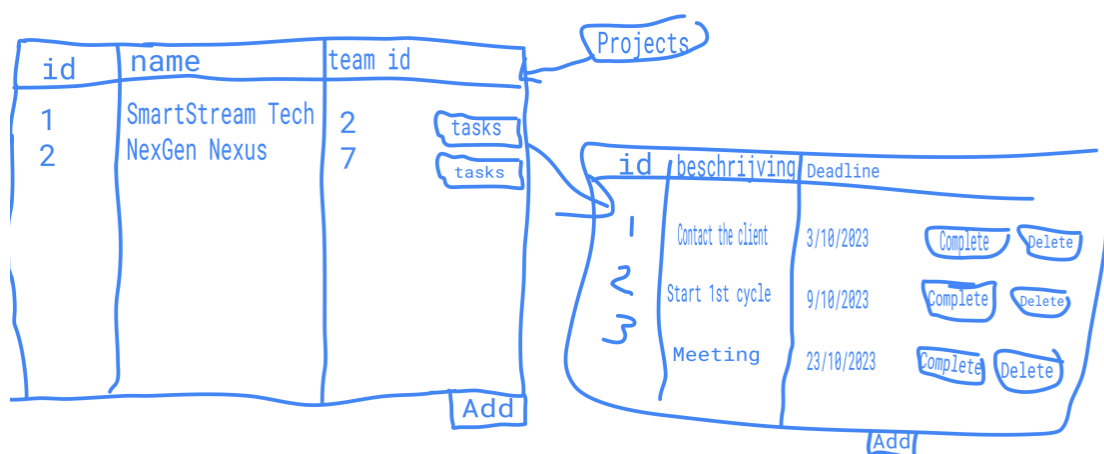 Projects
id name team id
1 SmartStream Tech 2 tasks
2 NexGen Nexus 7 tasks
Add
id beschrijving Deadline
1 Contact the client 3/10/2023 Complete Delete
2 Start 1st cycle 9/10/2023 Complete Delete
3 Meeting 23/10/2023 Complete Delete
Add